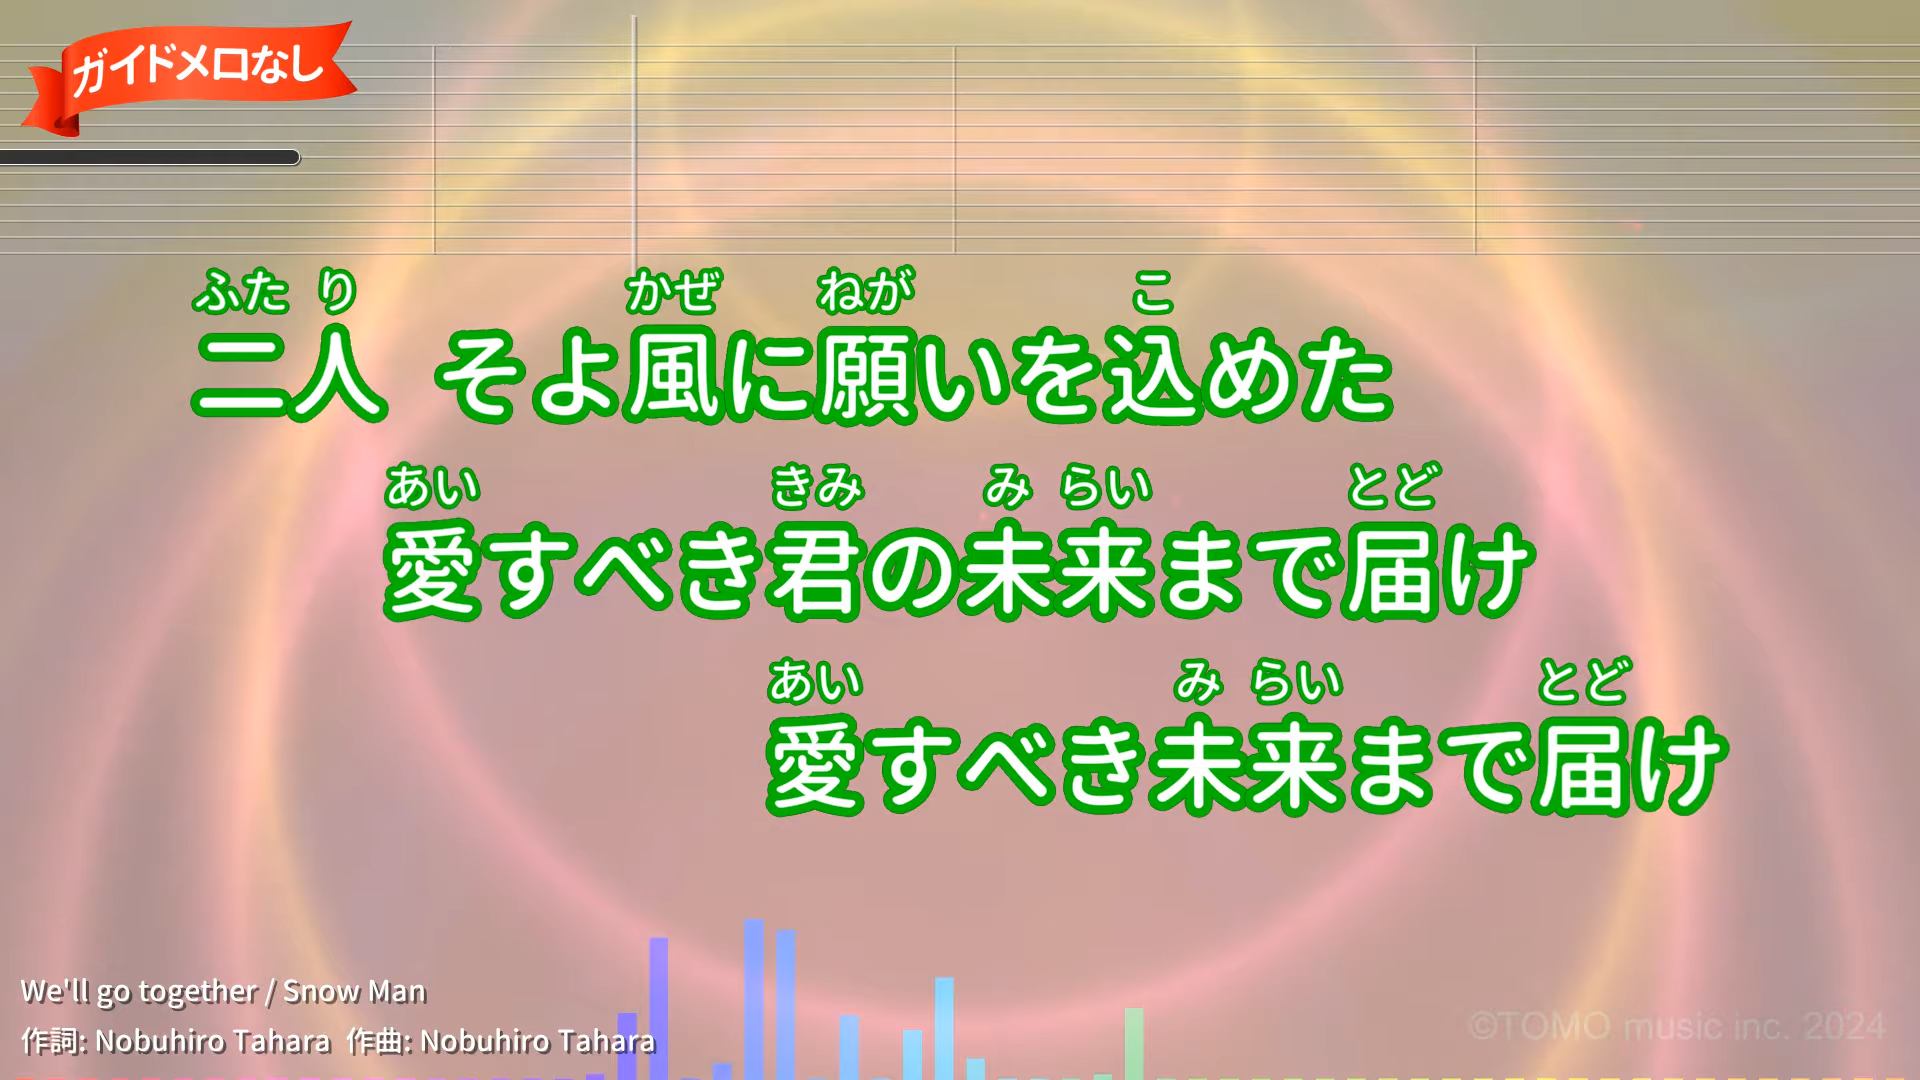 ガイドメロなし
ふたり かぜ ねが こ
二人 そよ風に願いを込めた
あい きみ みらい とど
愛すべき君の未来まで届け
あい みらい とど
愛すべき未来まで届け
We'll go together / Snow Man
作詞: Nobuhiro Tahara 作曲: Nobuhiro Tahara
©TOMO music inc. 2024